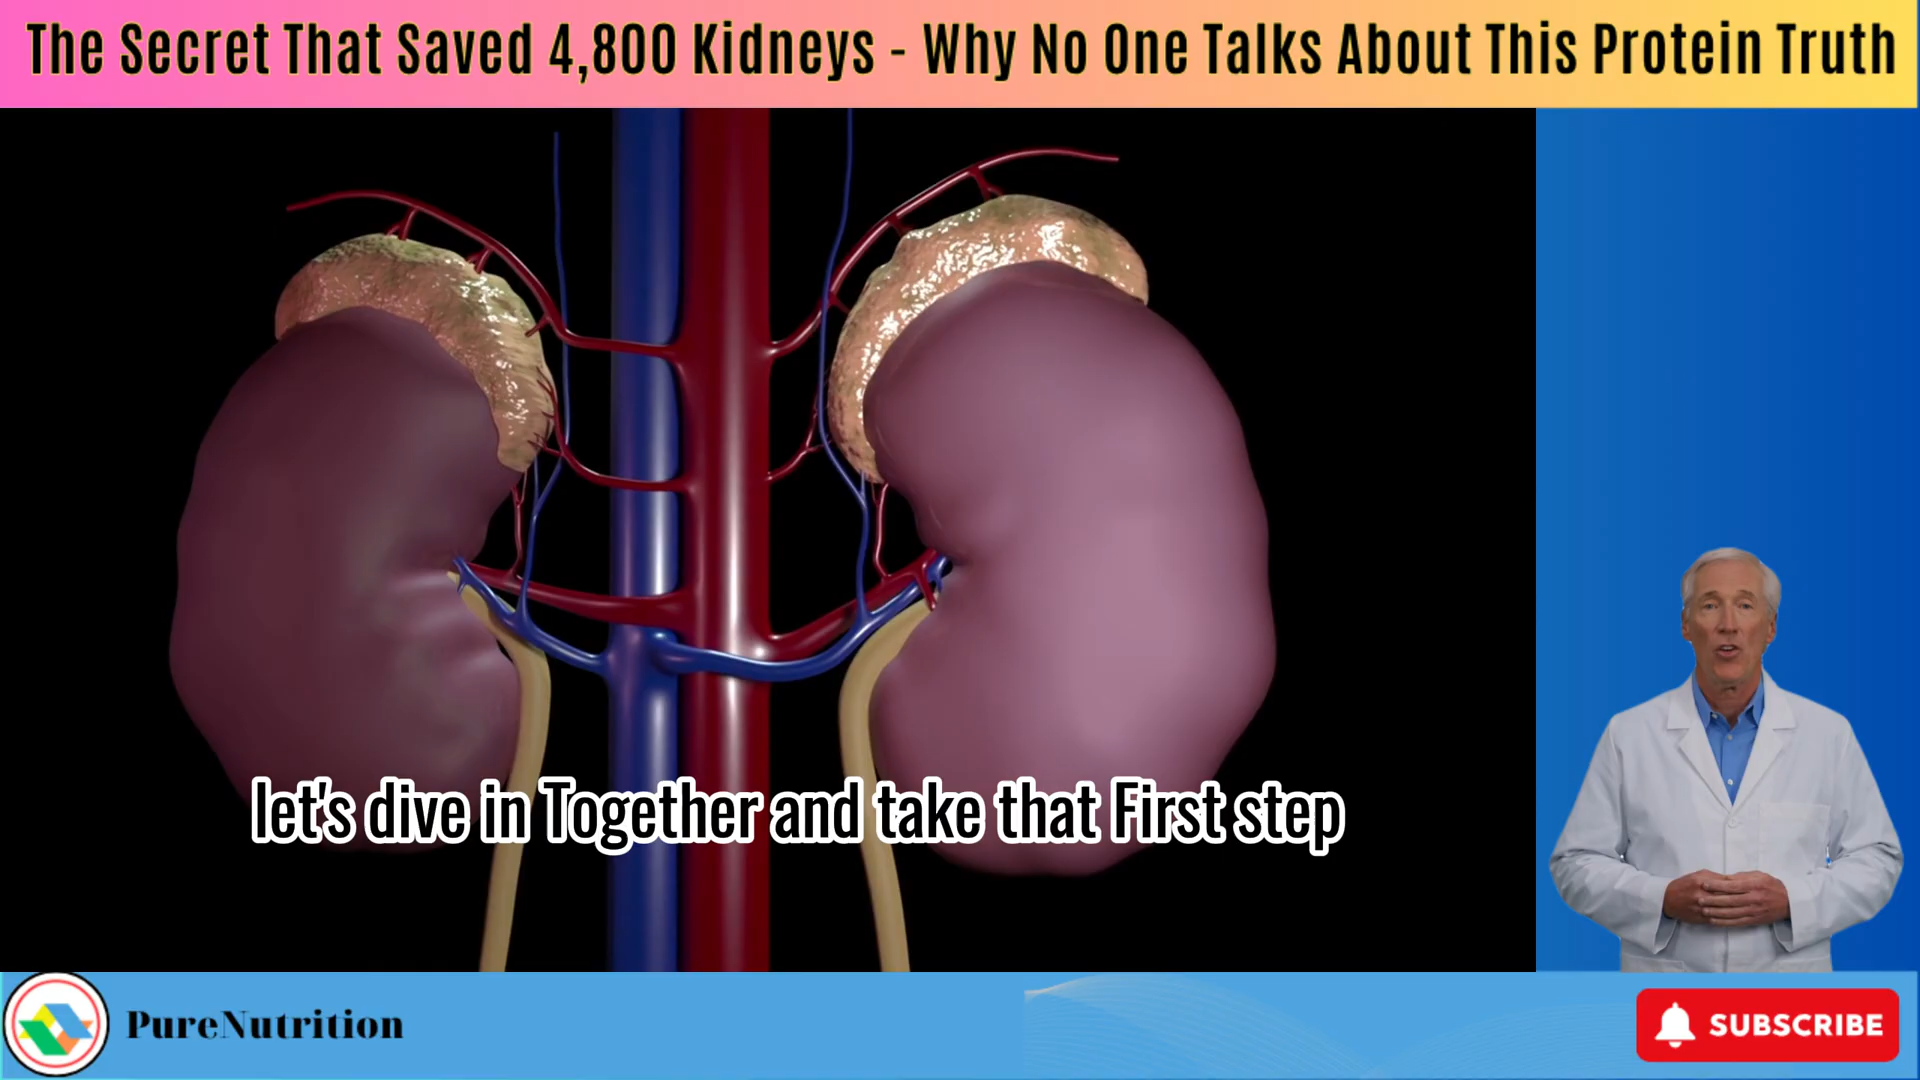 The Secret That Saved 4,800 Kidneys - Why No One Talks About This Protein Truth
let's dive in Together and take that First step
PureNutrition
SUBSCRIBE